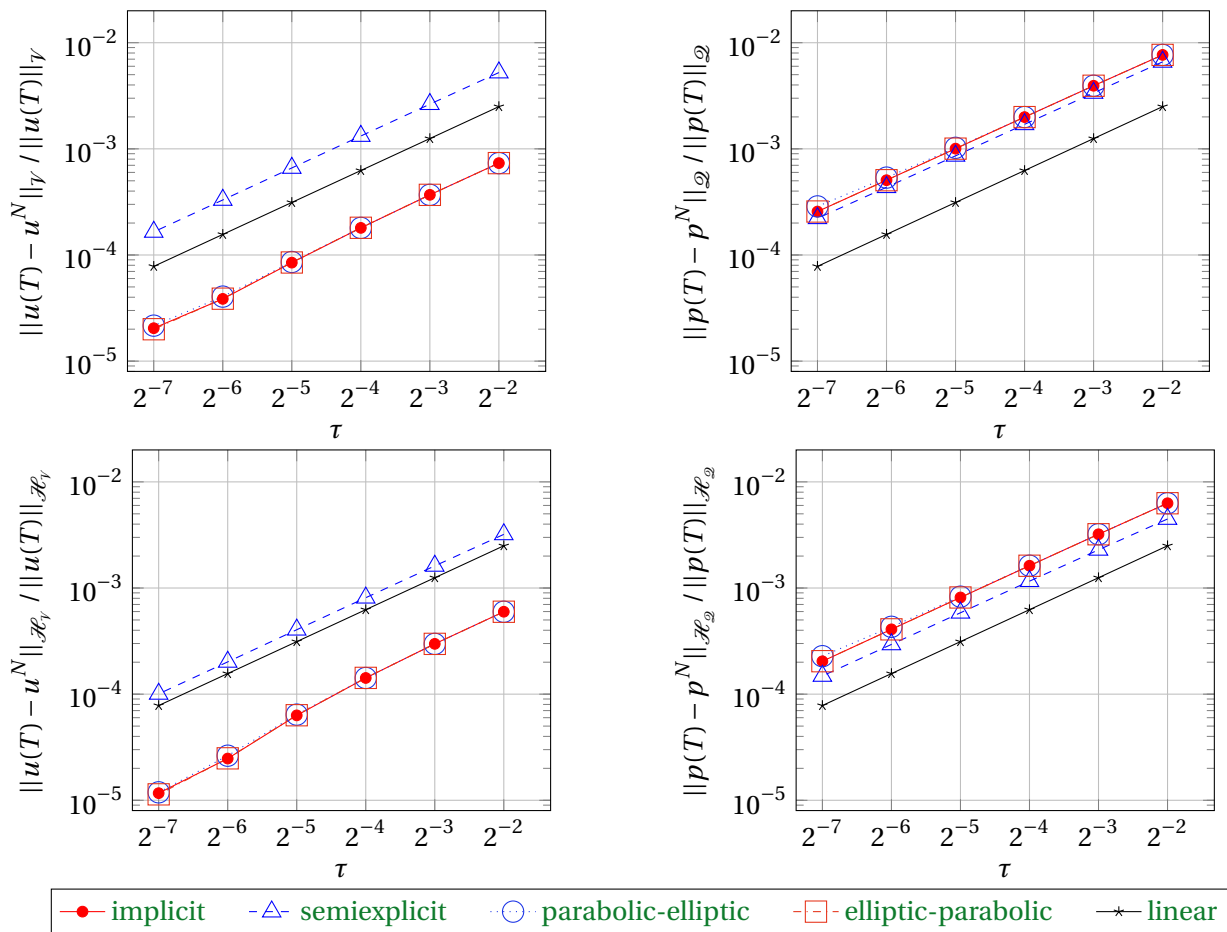 ||u(T) − u^N||_𝒱 / ||u(T)||_𝒱
10^−2
10^−3
10^−4
10^−5
2^−7 2^−6 2^−5 2^−4 2^−3 2^−2
τ
||p(T) − p^N||_𝒬 / ||p(T)||_𝒬
10^−2
10^−3
10^−4
10^−5
2^−7 2^−6 2^−5 2^−4 2^−3 2^−2
τ
||u(T) − u^N||_ℋ_𝒱 / ||u(T)||_ℋ_𝒱
10^−2
10^−3
10^−4
10^−5
2^−7 2^−6 2^−5 2^−4 2^−3 2^−2
τ
||p(T) − p^N||_ℋ_𝒬 / ||p(T)||_ℋ_𝒬
10^−2
10^−3
10^−4
10^−5
2^−7 2^−6 2^−5 2^−4 2^−3 2^−2
τ
implicit semiexplicit parabolic-elliptic elliptic-parabolic linear